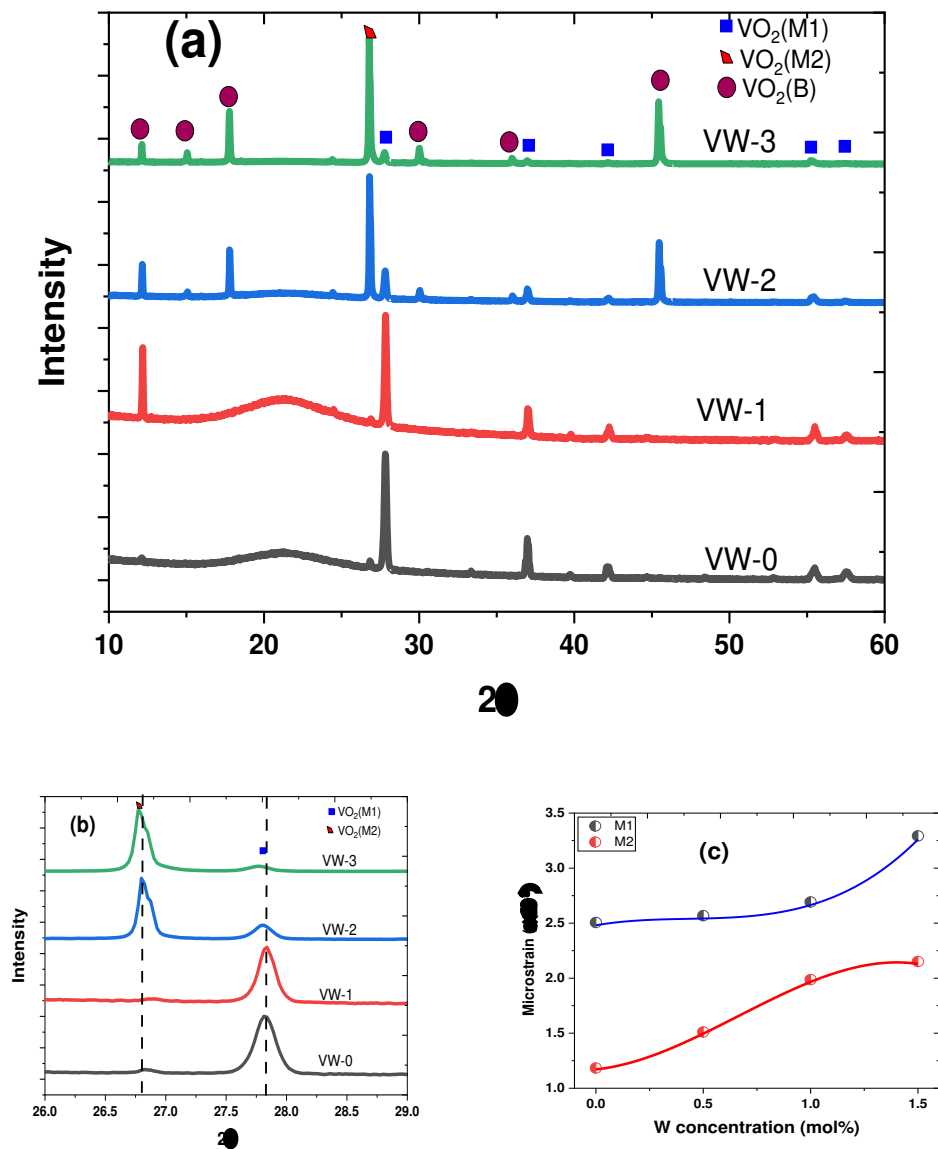 (a)
VO₂(M1)
VO₂(M2)
VO₂(B)
VW-3
VW-2
VW-1
VW-0
Intensity
10 20 30 40 50 60
2
(b)
VO₂(M1)
VO₂(M2)
VW-3
VW-2
VW-1
VW-0
Intensity
26.0 26.5 27.0 27.5 28.0 28.5 29.0
2
(c)
M1
M2
3.5
3.0
2.5
2.0
1.5
1.0
Microstrain
0.0 0.5 1.0 1.5
W concentration (mol%)